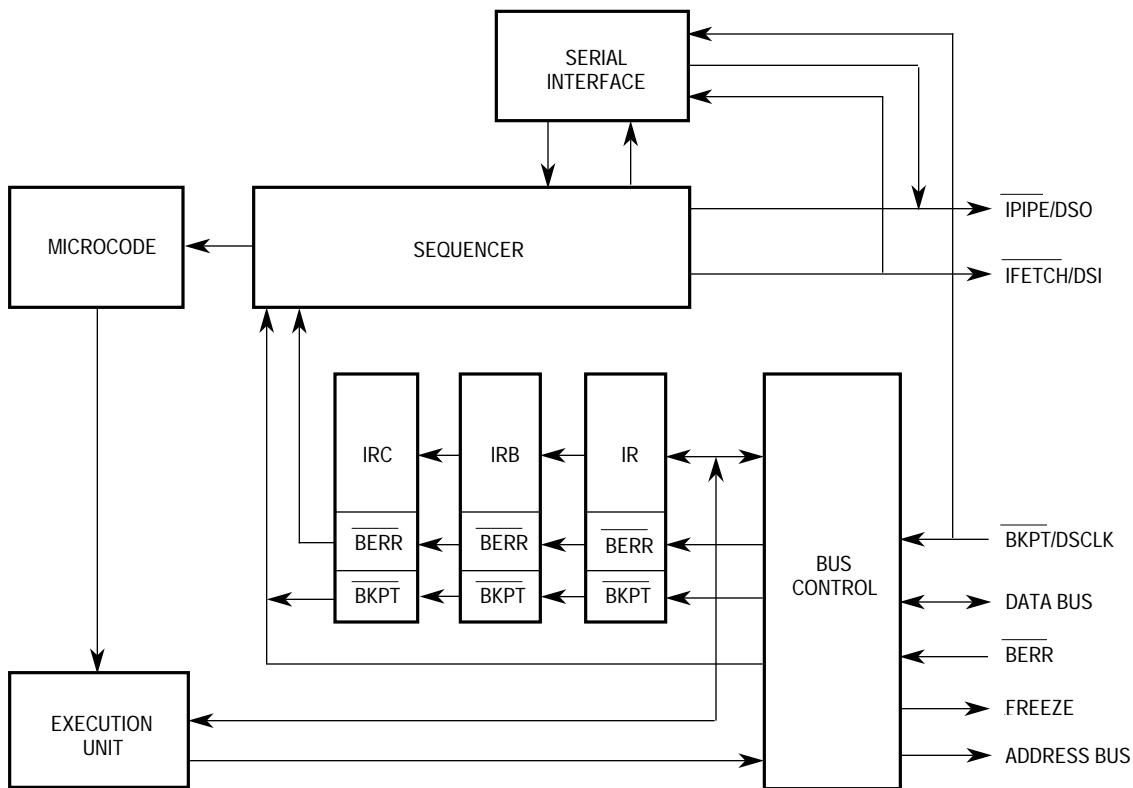 SERIAL
INTERFACE
MICROCODE
SEQUENCER
IPIPE/DSO
IFETCH/DSI
IRC
IRB
IR
BERR
BERR
BERR
BKPT
BKPT
BKPT
BUS
CONTROL
BKPT/DSCLK
DATA BUS
BERR
FREEZE
ADDRESS BUS
EXECUTION
UNIT